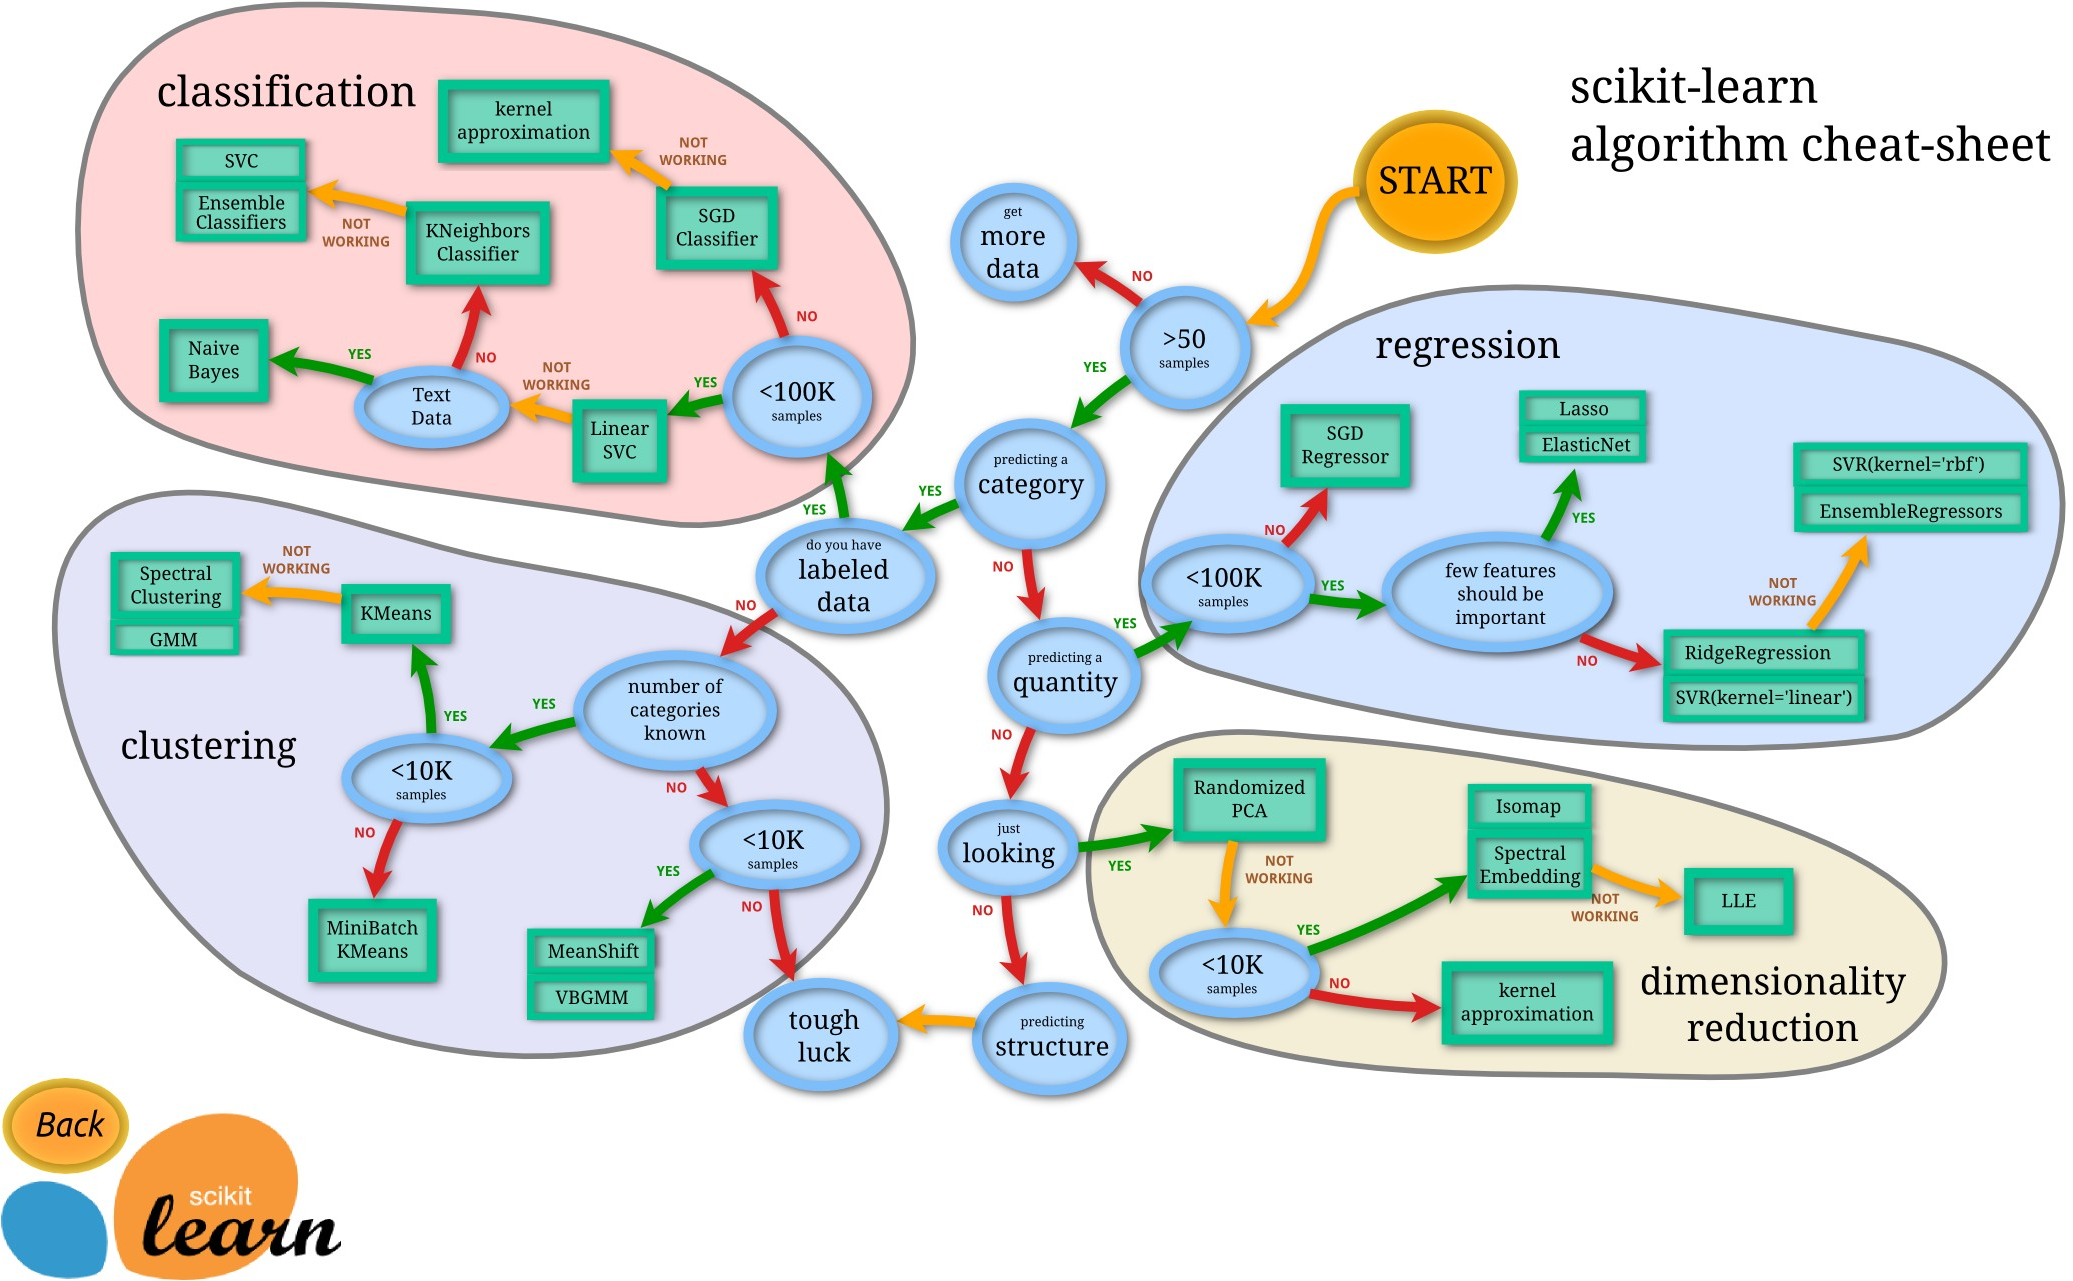 scikit-learn
algorithm cheat-sheet
START
get
more
data
NO
>50
samples
YES
predicting a
category
YES
NO
do you have
labeled
data
YES
NO
predicting a
quantity
YES
NO
just
looking
YES
NO
predicting
structure
tough
luck
classification
kernel
approximation
NOT
WORKING
SVC
Ensemble
Classifiers
NOT
WORKING
KNeighbors
Classifier
SGD
Classifier
NO
Naive
Bayes
YES
NO
Text
Data
NOT
WORKING
Linear
SVC
YES
<100K
samples
regression
SGD
Regressor
NO
Lasso
ElasticNet
YES
SVR(kernel='rbf')
EnsembleRegressors
<100K
samples
YES
few features
should be
important
NOT
WORKING
NO
RidgeRegression
SVR(kernel='linear')
clustering
Spectral
Clustering
GMM
NOT
WORKING
KMeans
YES
number of
categories
known
YES
NO
<10K
samples
NO
MiniBatch
KMeans
<10K
samples
YES
NO
MeanShift
VBGMM
dimensionality
reduction
Randomized
PCA
NOT
WORKING
Isomap
Spectral
Embedding
NOT
WORKING
LLE
YES
<10K
samples
NO
kernel
approximation
Back
scikit
learn